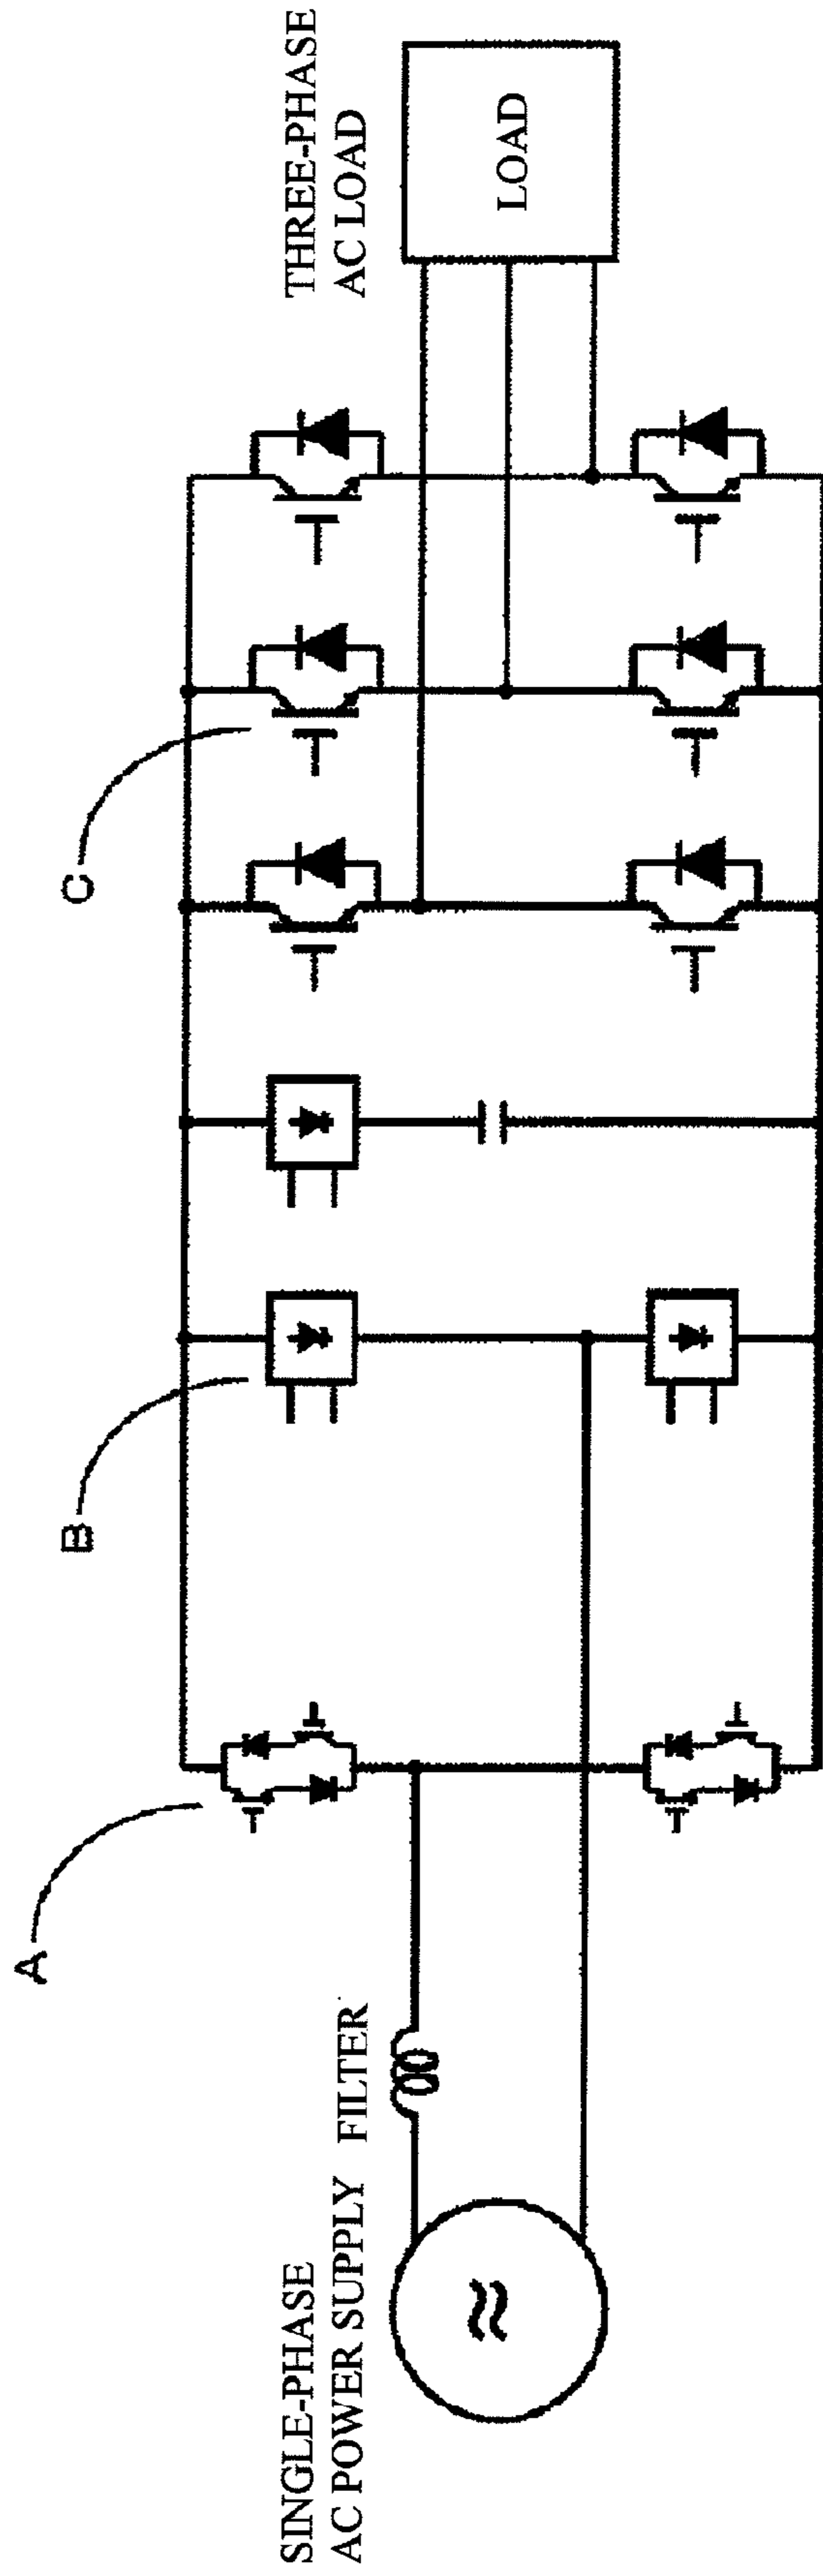 SINGLE-PHASE
AC POWER SUPPLY
FILTER
A
B
C
THREE-PHASE
AC LOAD
LOAD